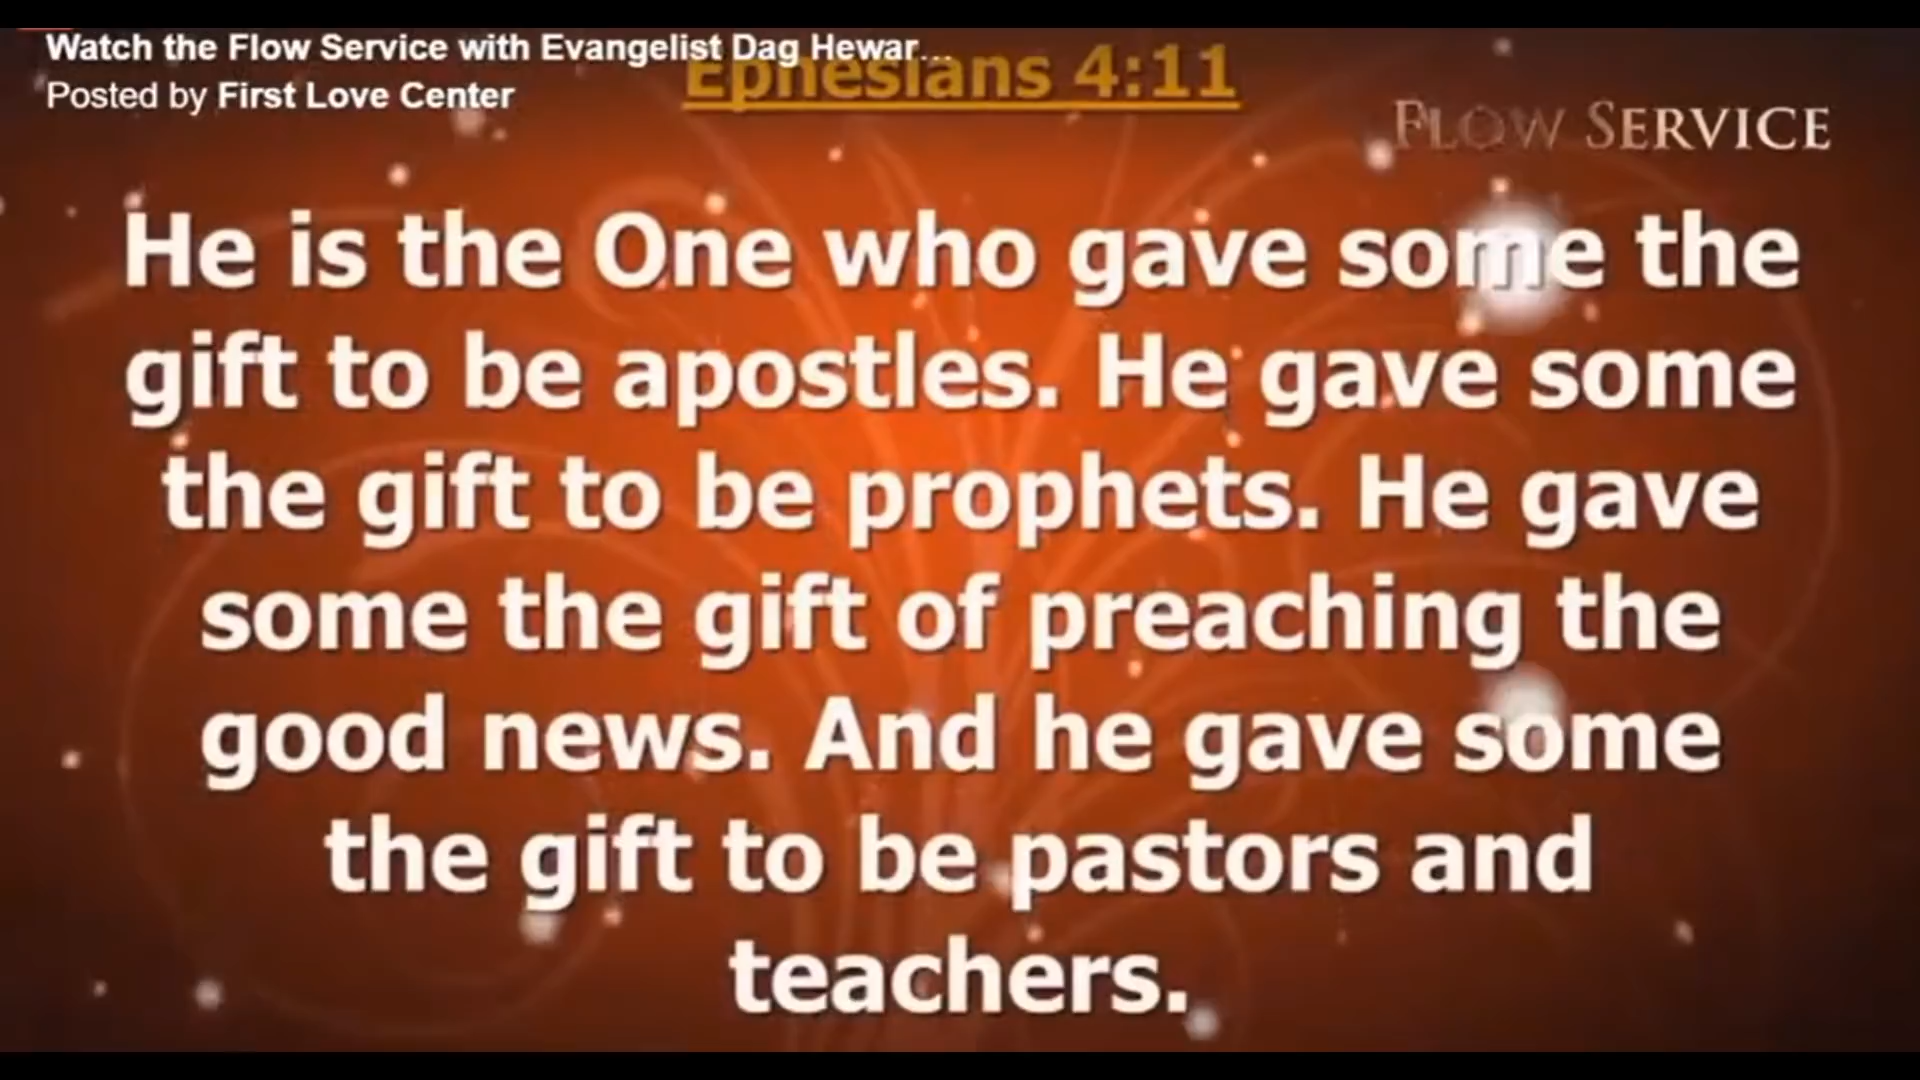 Watch the Flow Service with Evangelist Dag Hewar...
Posted by First Love Center
Ephesians 4:11
FLOW SERVICE
He is the One who gave some the
gift to be apostles. He gave some
the gift to be prophets. He gave
some the gift of preaching the
good news. And he gave some
the gift to be pastors and
teachers.